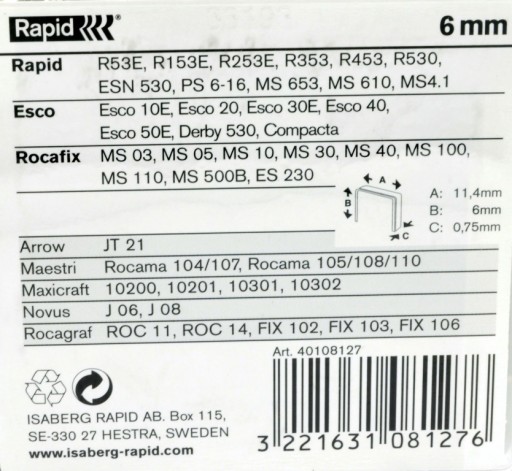 Rapid 6 mm
Rapid R53E, R153E, R253E, R353, R453, R530,
ESN 530, PS 6-16, MS 653, MS 610, MS4.1
Esco Esco 10E, Esco 20, Esco 30E, Esco 40,
Esco 50E, Derby 530, Compacta
Rocafix MS 03, MS 05, MS 10, MS 30, MS 40, MS 100,
MS 110, MS 500B, ES 230
A
B
C
A: 11,4mm
B: 6mm
C: 0,75mm
Arrow JT 21
Maestri Rocama 104/107, Rocama 105/108/110
Maxicraft 10200, 10201, 10301, 10302
Novus J 06, J 08
Rocagraf ROC 11, ROC 14, FIX 102, FIX 103, FIX 106
Art. 40108127
ISABERG RAPID AB. Box 115,
SE-330 27 HESTRA, SWEDEN
www.isaberg-rapid.com
3 221631 081276